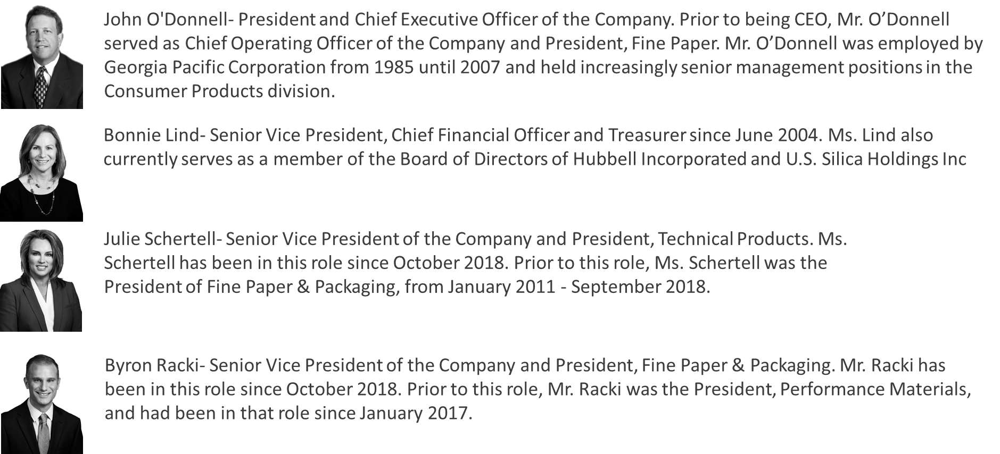 John O'Donnell- President and Chief Executive Officer of the Company. Prior to being CEO, Mr. O’Donnell
served as Chief Operating Officer of the Company and President, Fine Paper. Mr. O’Donnell was employed by
Georgia Pacific Corporation from 1985 until 2007 and held increasingly senior management positions in the
Consumer Products division.
Bonnie Lind- Senior Vice President, Chief Financial Officer and Treasurer since June 2004. Ms. Lind also
currently serves as a member of the Board of Directors of Hubbell Incorporated and U.S. Silica Holdings Inc
Julie Schertell- Senior Vice President of the Company and President, Technical Products. Ms.
Schertell has been in this role since October 2018. Prior to this role, Ms. Schertell was the
President of Fine Paper & Packaging, from January 2011 - September 2018.
Byron Racki- Senior Vice President of the Company and President, Fine Paper & Packaging. Mr. Racki has
been in this role since October 2018. Prior to this role, Mr. Racki was the President, Performance Materials,
and had been in that role since January 2017.